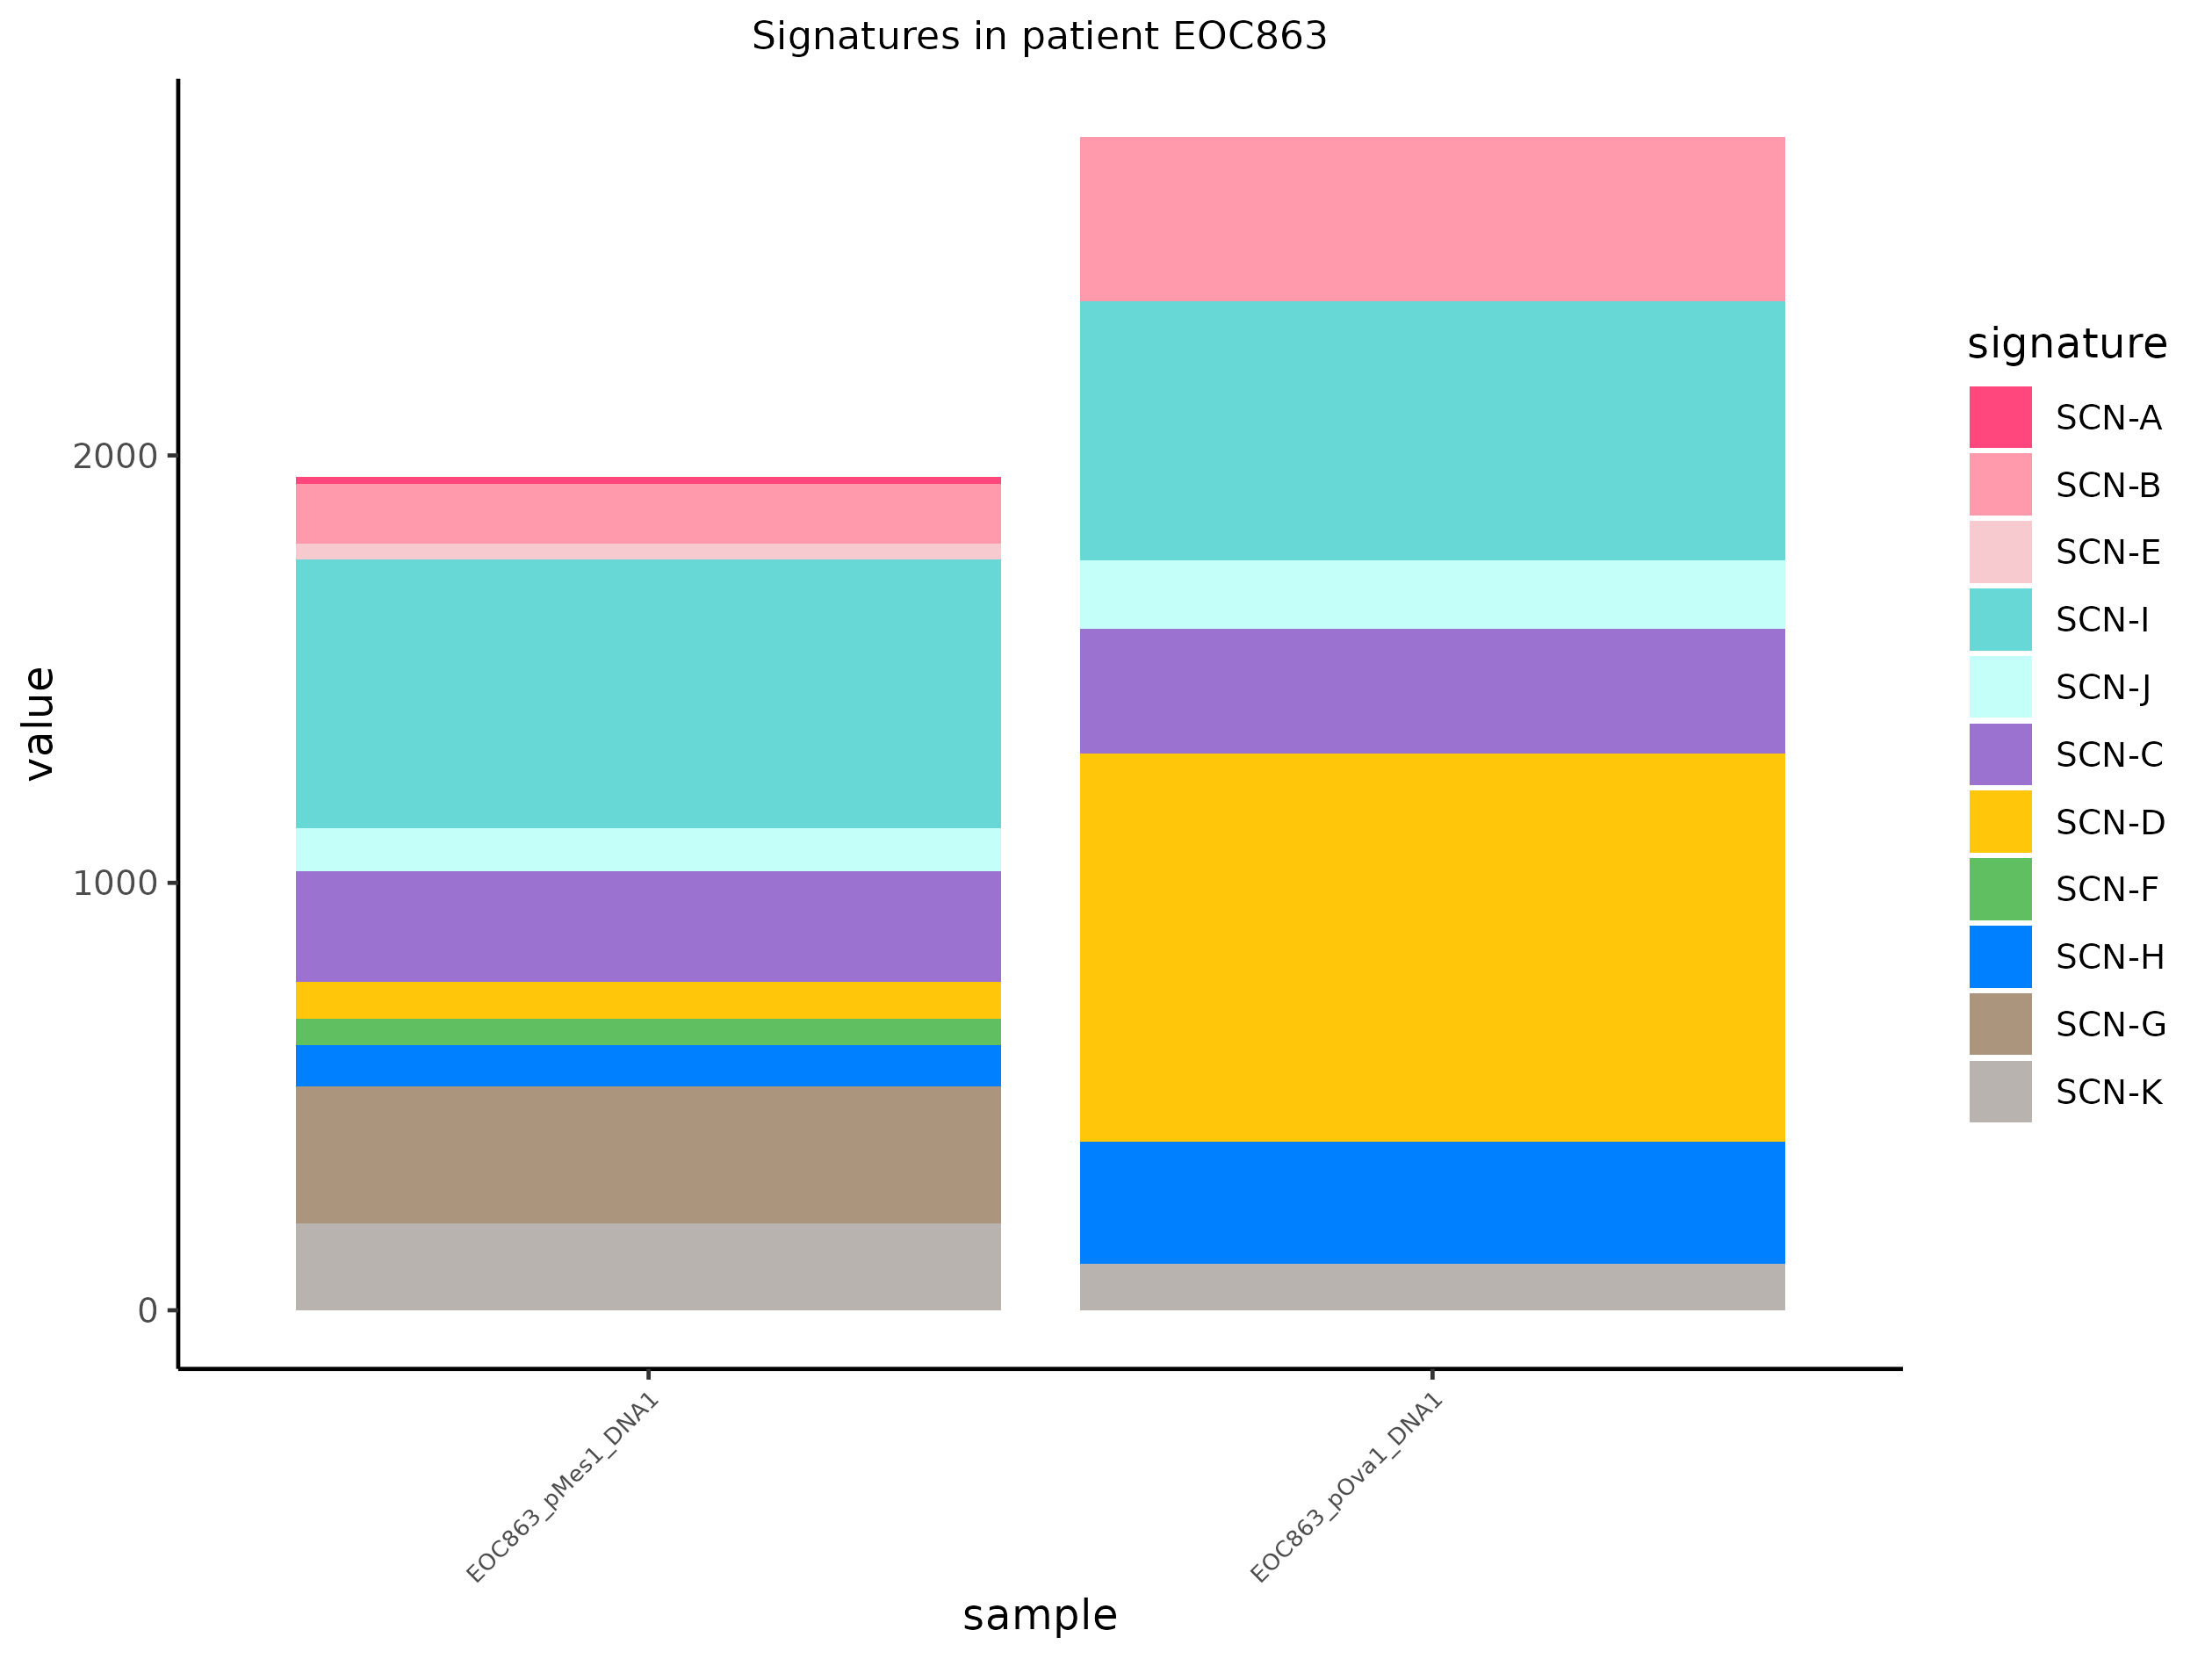 Signatures in patient EOC863
value
2000
1000
0
EOC863_pMes1_DNA1
EOC863_pOva1_DNA1
sample
signature
SCN-A
SCN-B
SCN-E
SCN-I
SCN-J
SCN-C
SCN-D
SCN-F
SCN-H
SCN-G
SCN-K